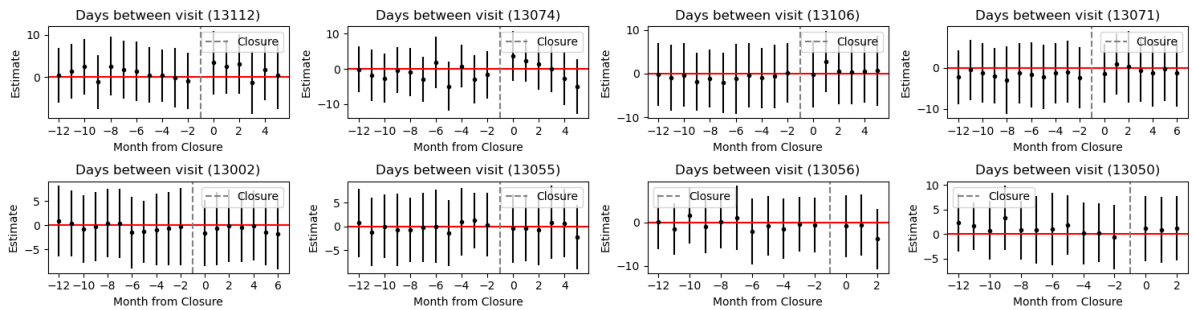 Days between visit (13112)
Estimate
10
0
Closure
−12 −10 −8 −6 −4 −2 0 2 4
Month from Closure
Days between visit (13074)
Estimate
10
0
−10
Closure
−12 −10 −8 −6 −4 −2 0 2 4
Month from Closure
Days between visit (13106)
Estimate
10
0
−10
Closure
−12 −10 −8 −6 −4 −2 0 2 4
Month from Closure
Days between visit (13071)
Estimate
0
−10
Closure
−12 −10 −8 −6 −4 −2 0 2 4 6
Month from Closure
Days between visit (13002)
Estimate
5
0
−5
Closure
−12 −10 −8 −6 −4 −2 0 2 4 6
Month from Closure
Days between visit (13055)
Estimate
5
0
−5
Closure
−12 −10 −8 −6 −4 −2 0 2 4
Month from Closure
Days between visit (13056)
Estimate
0
−10
Closure
−12 −10 −8 −6 −4 −2 0 2
Month from Closure
Days between visit (13050)
Estimate
10
5
0
−5
Closure
−12 −10 −8 −6 −4 −2 0 2
Month from Closure